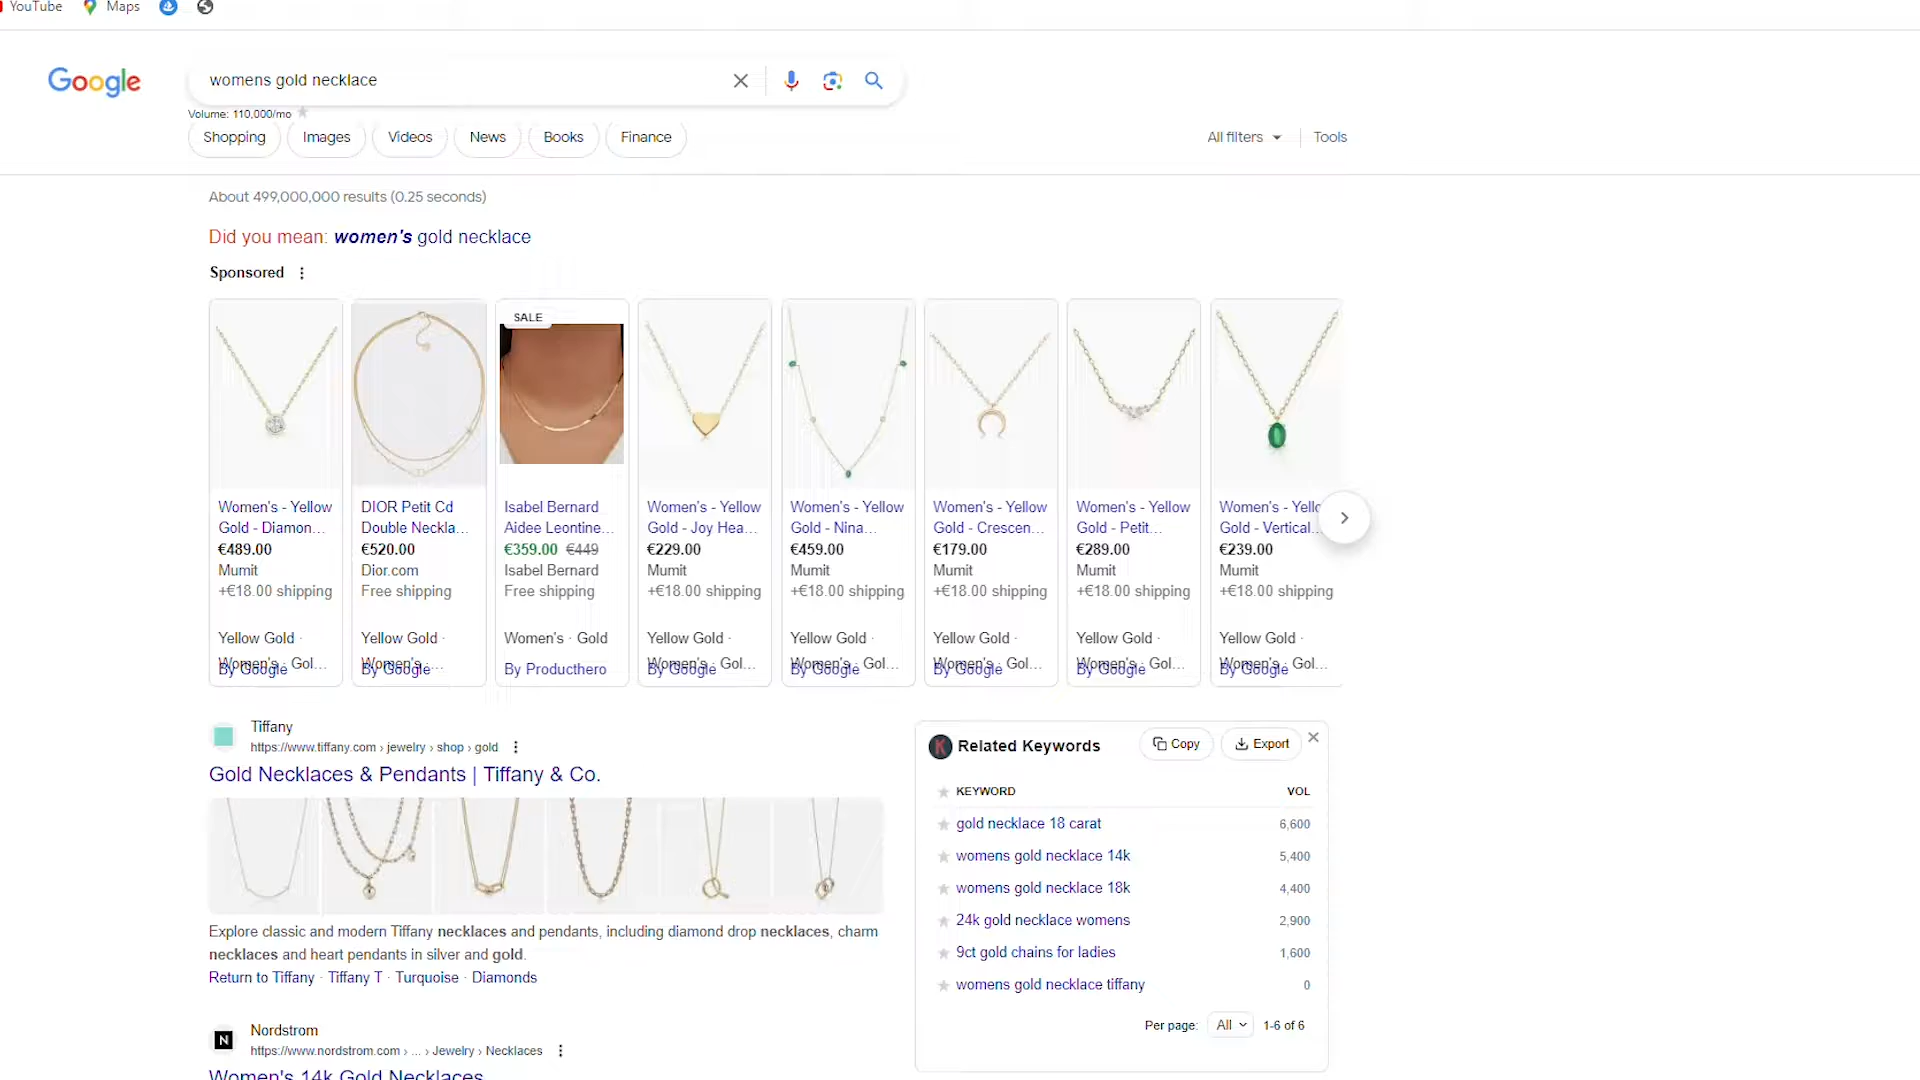 YouTube Maps
Google womens gold necklace
Volume: 110,000/mo
Shopping Images Videos News Books Finance All filters Tools
About 499,000,000 results (0.25 seconds)
Did you mean: women's gold necklace
Sponsored
SALE
Women's - Yellow Gold - Diamon...
€489.00
Mumit
+€18.00 shipping
Yellow Gold ·
Women's · Gol...
By Google
DIOR Petit Cd
Double Neckla...
€520.00
Dior.com
Free shipping
Yellow Gold ·
Women's · ...
By Google
Isabel Bernard
Aidee Leontine...
€359.00 €449
Isabel Bernard
Free shipping
Women's · Gold
By Producthero
Women's - Yellow
Gold - Joy Hea...
€229.00
Mumit
+€18.00 shipping
Yellow Gold ·
Women's · Gol...
By Google
Women's - Yellow
Gold - Nina...
€459.00
Mumit
+€18.00 shipping
Yellow Gold ·
Women's · Gol...
By Google
Women's - Yellow
Gold - Crescen...
€179.00
Mumit
+€18.00 shipping
Yellow Gold ·
Women's · Gol...
By Google
Women's - Yellow
Gold - Petit...
€289.00
Mumit
+€18.00 shipping
Yellow Gold ·
Women's · Gol...
By Google
Women's - Yello
Gold - Vertical...
€239.00
Mumit
+€18.00 shipping
Yellow Gold ·
Women's · Gol...
By Google
Tiffany
https://www.tiffany.com › jewelry › shop › gold
Gold Necklaces & Pendants | Tiffany & Co.
Explore classic and modern Tiffany necklaces and pendants, including diamond drop necklaces, charm
necklaces and heart pendants in silver and gold.
Return to Tiffany · Tiffany T · Turquoise · Diamonds
N Nordstrom
https://www.nordstrom.com › ... › Jewelry › Necklaces
Women's 14k Gold Necklaces
K Related Keywords Copy Export
KEYWORD VOL
gold necklace 18 carat 6,600
womens gold necklace 14k 5,400
womens gold necklace 18k 4,400
24k gold necklace womens 2,900
9ct gold chains for ladies 1,600
womens gold necklace tiffany 0
Per page: All 1-6 of 6